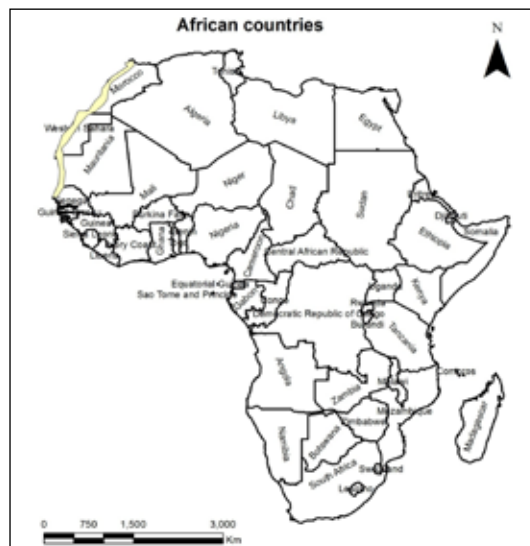 African countries
N
Morocco
Tunisia
Algeria
Libya
Egypt
Western Sahara
Mauritania
Mali
Niger
Chad
Sudan
Eritrea
Senegal
Guinea
Burkina Faso
Djibouti
Sierra Leone
Ivory Coast
Ghana
Nigeria
Cameroon
Central African Republic
Ethiopia
Somalia
Equatorial Guinea
Sao Tome and Principe
Gabon
Congo
Democratic Republic of Congo
Uganda
Kenya
Rwanda
Burundi
Tanzania
Comoros
Angola
Zambia
Malawi
Mozambique
Zimbabwe
Madagascar
Namibia
Botswana
South Africa
Swaziland
Lesotho
0 750 1,500 3,000
Km